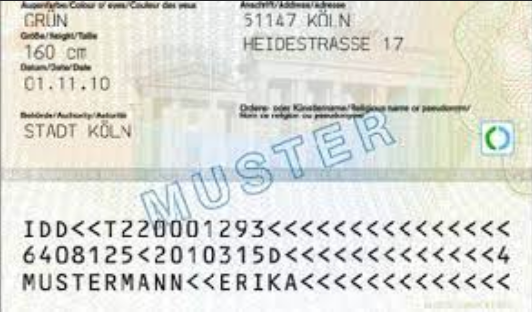 Augenfarbe/Colour of eyes/Couleur des yeux
GRÜN
Größe/Height/Taille
160 cm
Datum/Date/Date
01.11.10
Behörde/Authority/Autorité
STADT KÖLN
Anschrift/Address/Adresse
51147 KÖLN
HEIDESTRASSE 17
Ordens- oder Künstlername/Religious name or pseudonym/
Nom de religion ou pseudonyme
MUSTER
IDD<<T220001293<<<<<<<<<<<<<<<
6408125<2010315D<<<<<<<<<<<<<4
MUSTERMANN<<ERIKA<<<<<<<<<<<<<